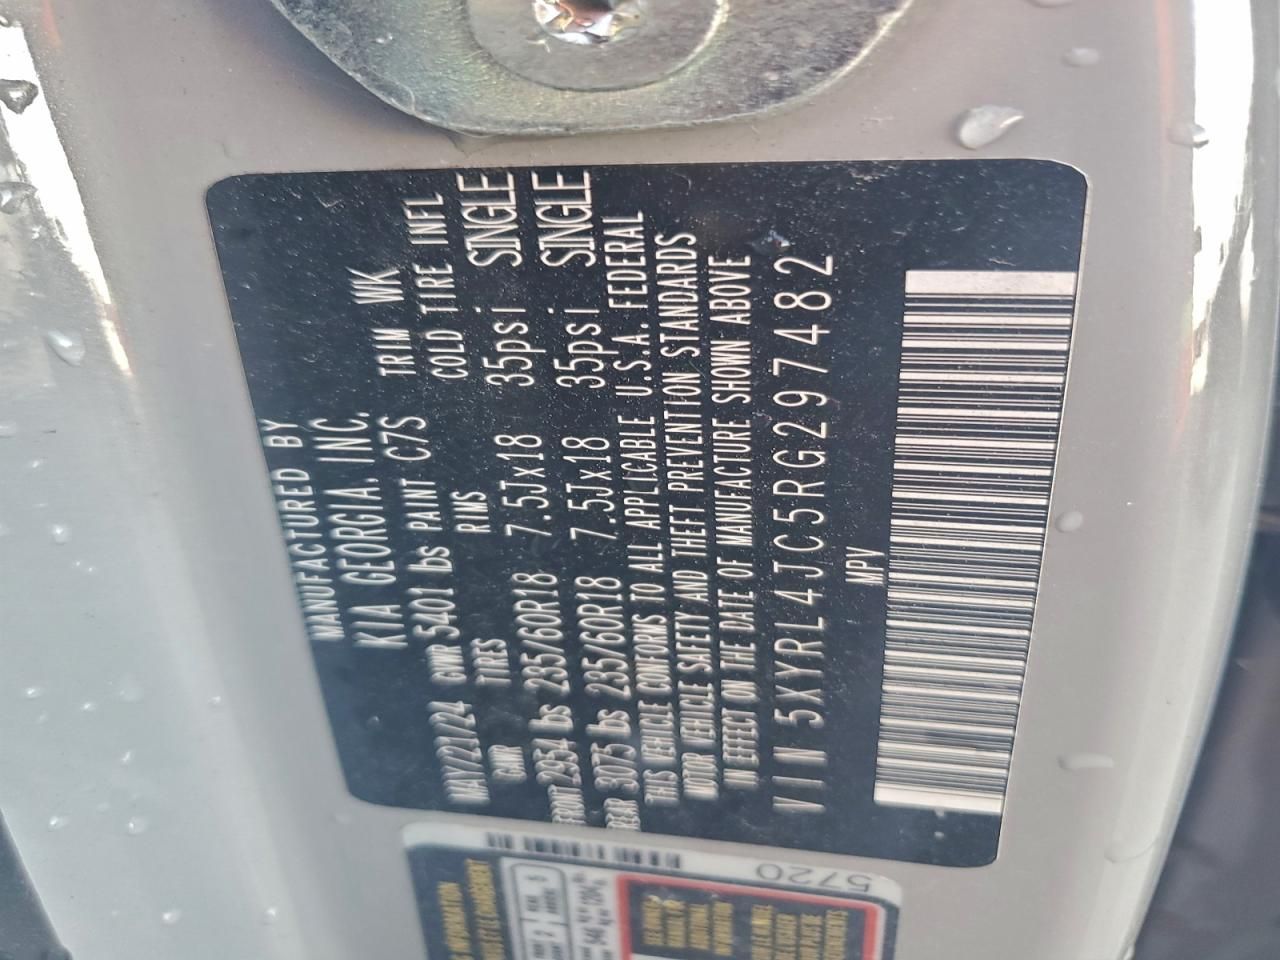 MANUFACTURED BY
KIA GEORGIA, INC.
MAY/21/24 GVWR 5401 lbs PAINT C7S TRIM WK
GAWR TIRES RIMS COLD TIRE INFL
FRONT 2954 lbs 235/60R18 7.5Jx18 35psi SINGLE
REAR 3075 lbs 235/60R18 7.5Jx18 35psi SINGLE
THIS VEHICLE CONFORMS TO ALL APPLICABLE U.S.A. FEDERAL
MOTOR VEHICLE SAFETY AND THEFT PREVENTION STANDARDS
IN EFFECT ON THE DATE OF MANUFACTURE SHOWN ABOVE
VIN 5XYRL4JC5RG297482
MPV
5720